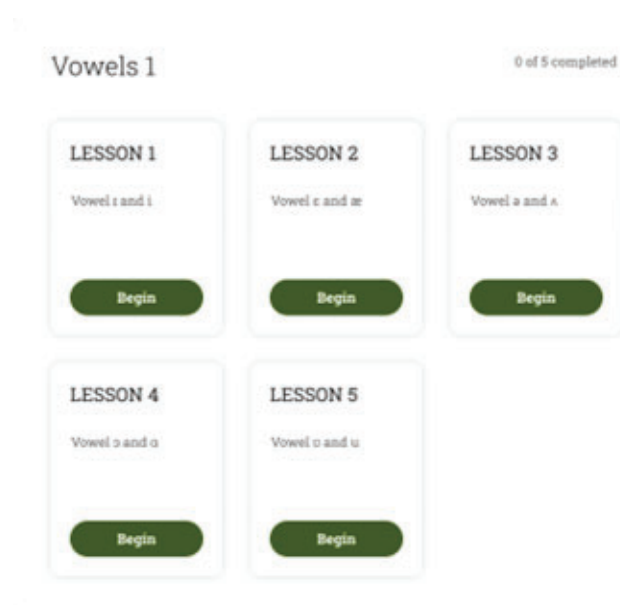 Vowels 1
0 of 5 completed
LESSON 1
Vowel ɪ and i
Begin
LESSON 2
Vowel ɛ and æ
Begin
LESSON 3
Vowel ə and ʌ
Begin
LESSON 4
Vowel ɔ and ɑ
Begin
LESSON 5
Vowel ʊ and u
Begin